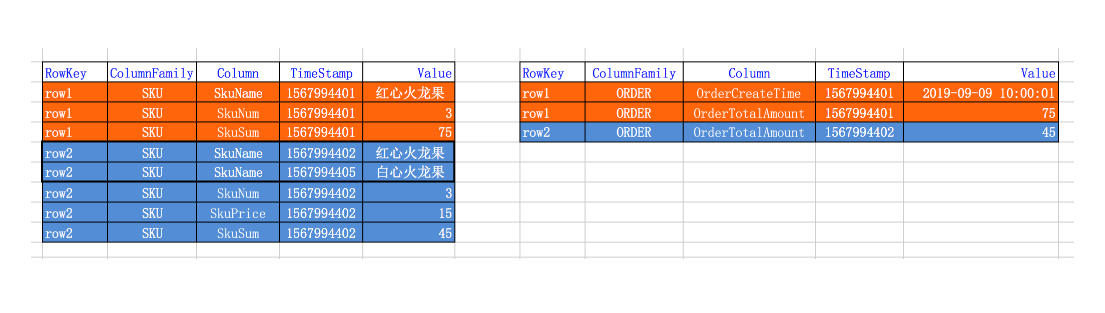 RowKey ColumnFamily Column TimeStamp Value
row1 SKU SkuName 1567994401 红心火龙果
row1 SKU SkuNum 1567994401 3
row1 SKU SkuSum 1567994401 75
row2 SKU SkuName 1567994402 红心火龙果
row2 SKU SkuName 1567994405 白心火龙果
row2 SKU SkuNum 1567994402 3
row2 SKU SkuPrice 1567994402 15
row2 SKU SkuSum 1567994402 45
RowKey ColumnFamily Column TimeStamp Value
row1 ORDER OrderCreateTime 1567994401 2019-09-09 10:00:01
row1 ORDER OrderTotalAmount 1567994401 75
row2 ORDER OrderTotalAmount 1567994402 45